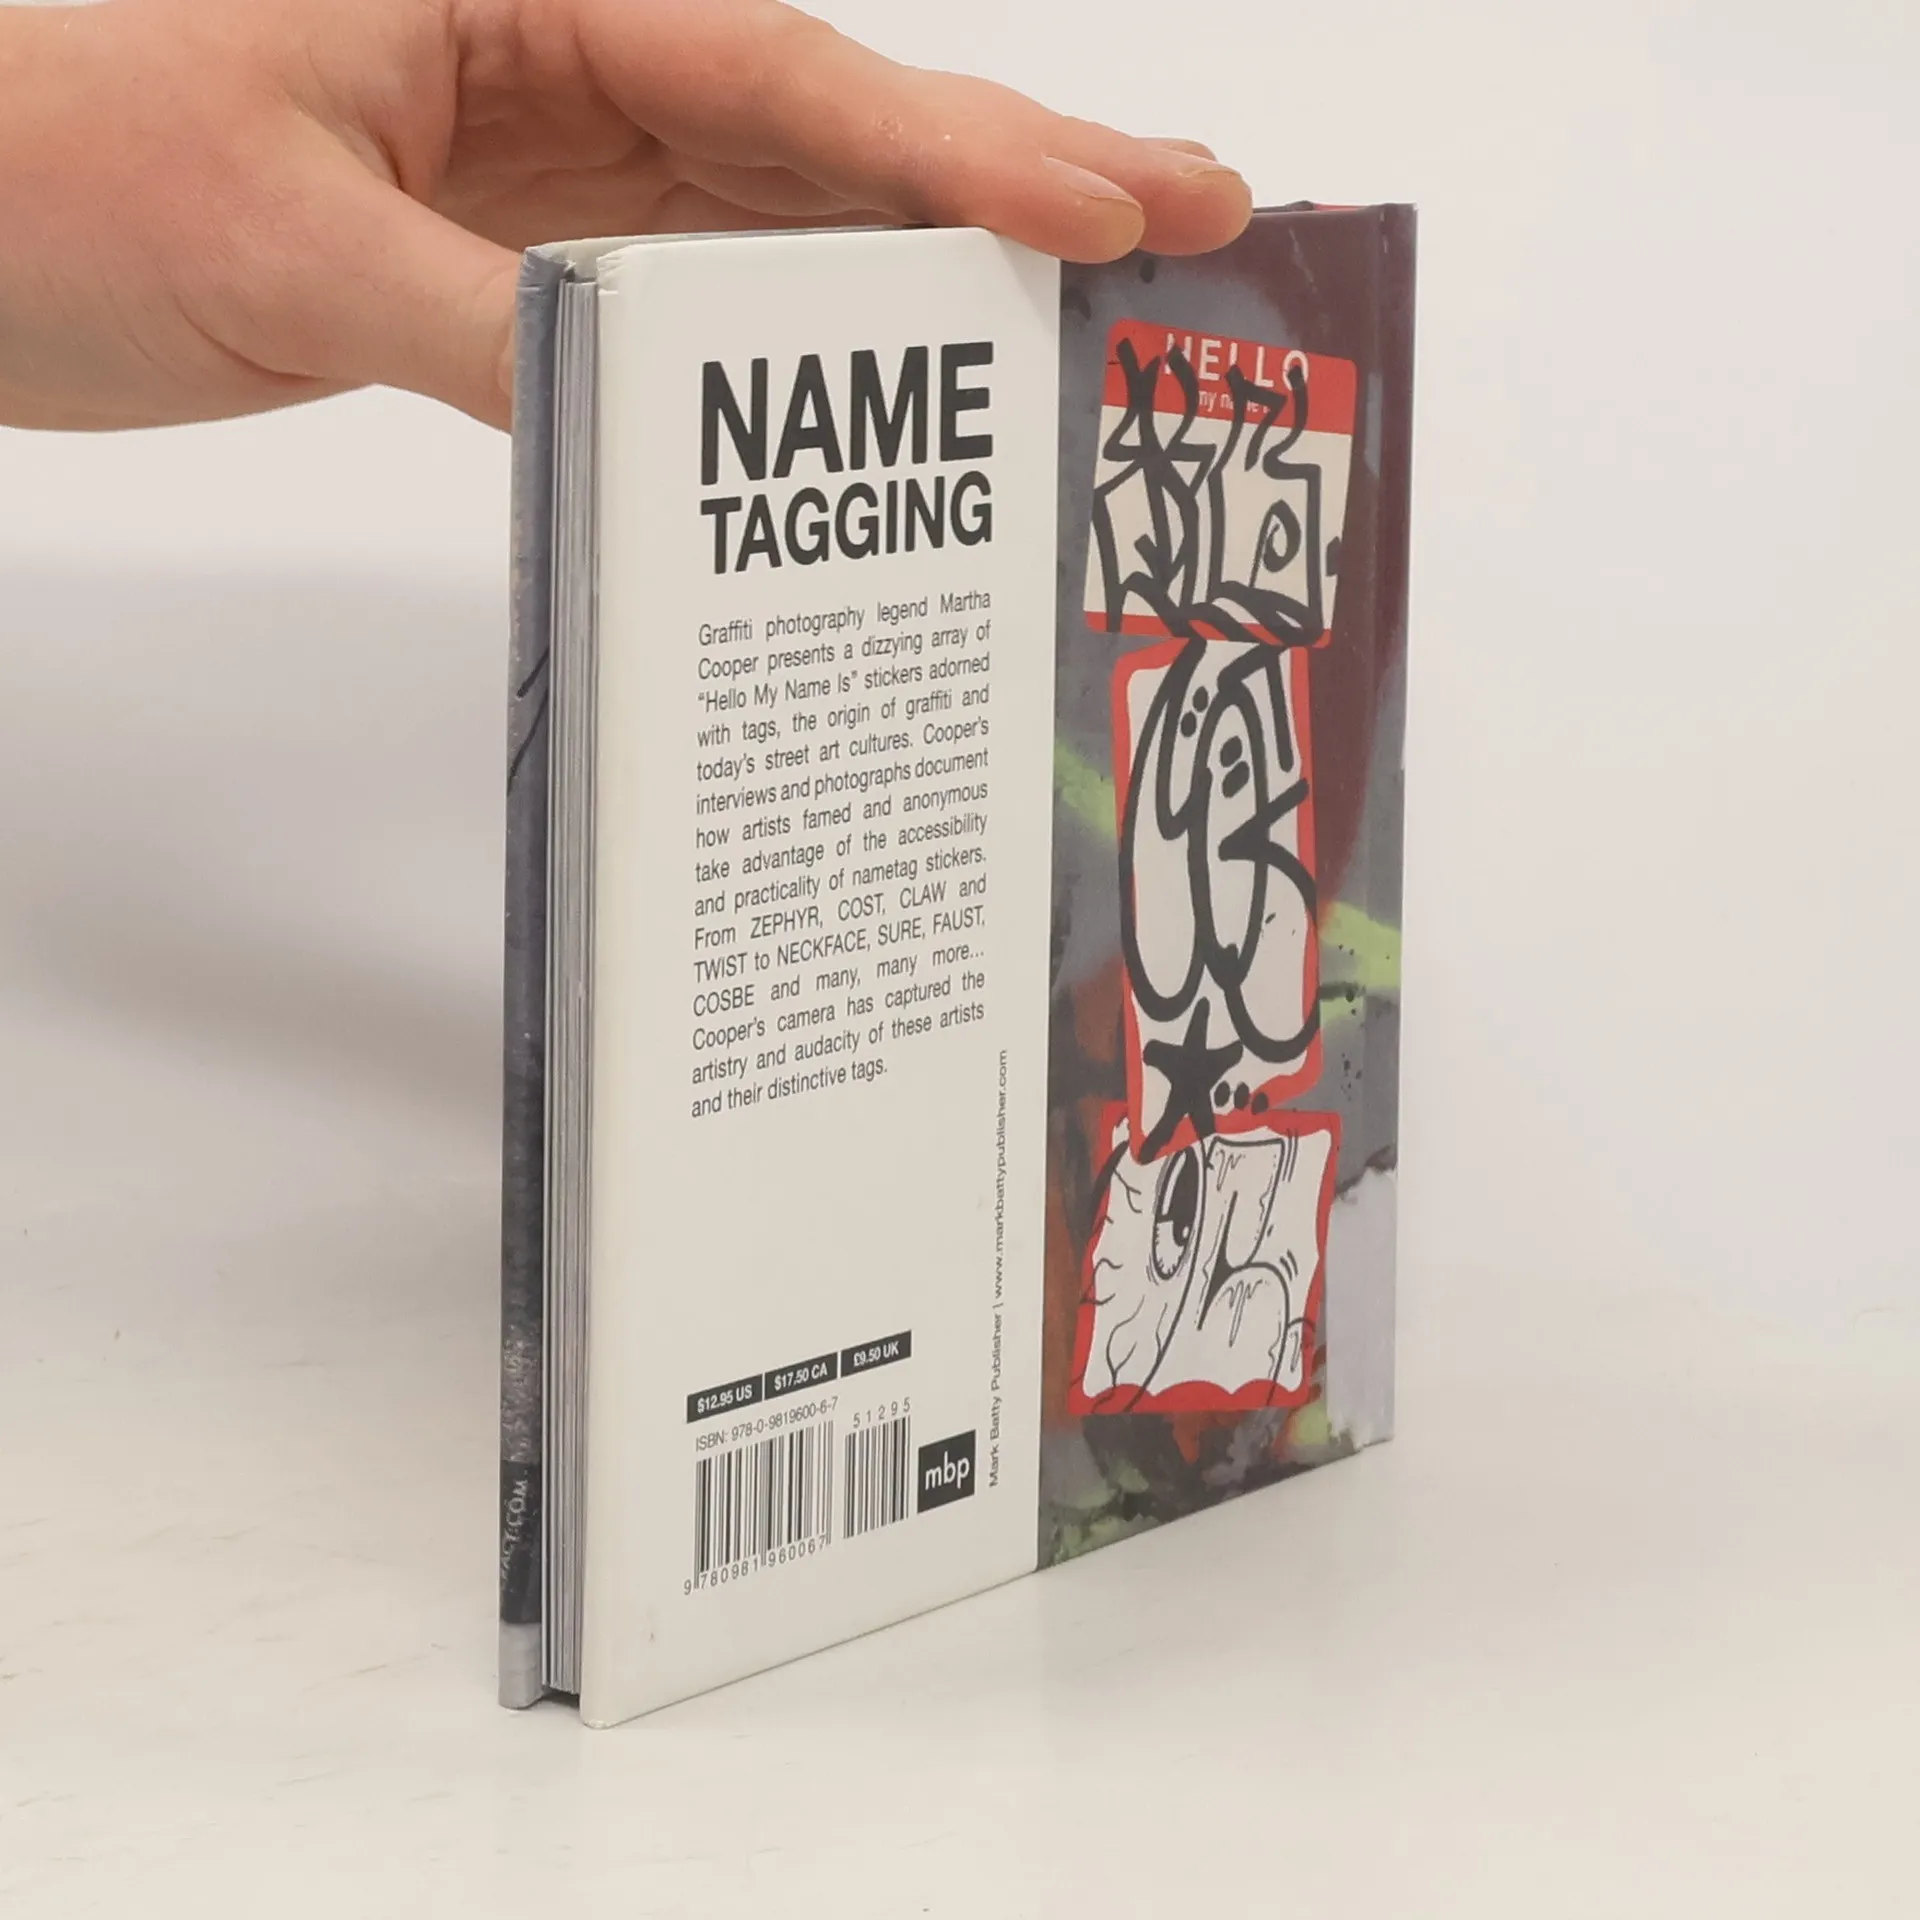 NAME
TAGGING
Graffiti photography legend Martha
Cooper presents a dizzying array of
“Hello My Name Is” stickers adorned
with tags, the origin of graffiti and
today’s street art cultures. Cooper’s
interviews and photographs document
how artists famed and anonymous
take advantage of the accessibility
and practicality of nametag stickers.
From ZEPHYR, COST, CLAW and
TWIST to NECKFACE, SURE, FAUST,
COSBE and many, many more...
Cooper’s camera has captured the
artistry and audacity of these artists
and their distinctive tags.
$12.95 US $17.50 CA £9.50 UK
ISBN: 978-0-9819600-6-7
51295
9 780981 960067
mbp
Mark Batty Publisher | www.markbattypublisher.com
HELLO
my name